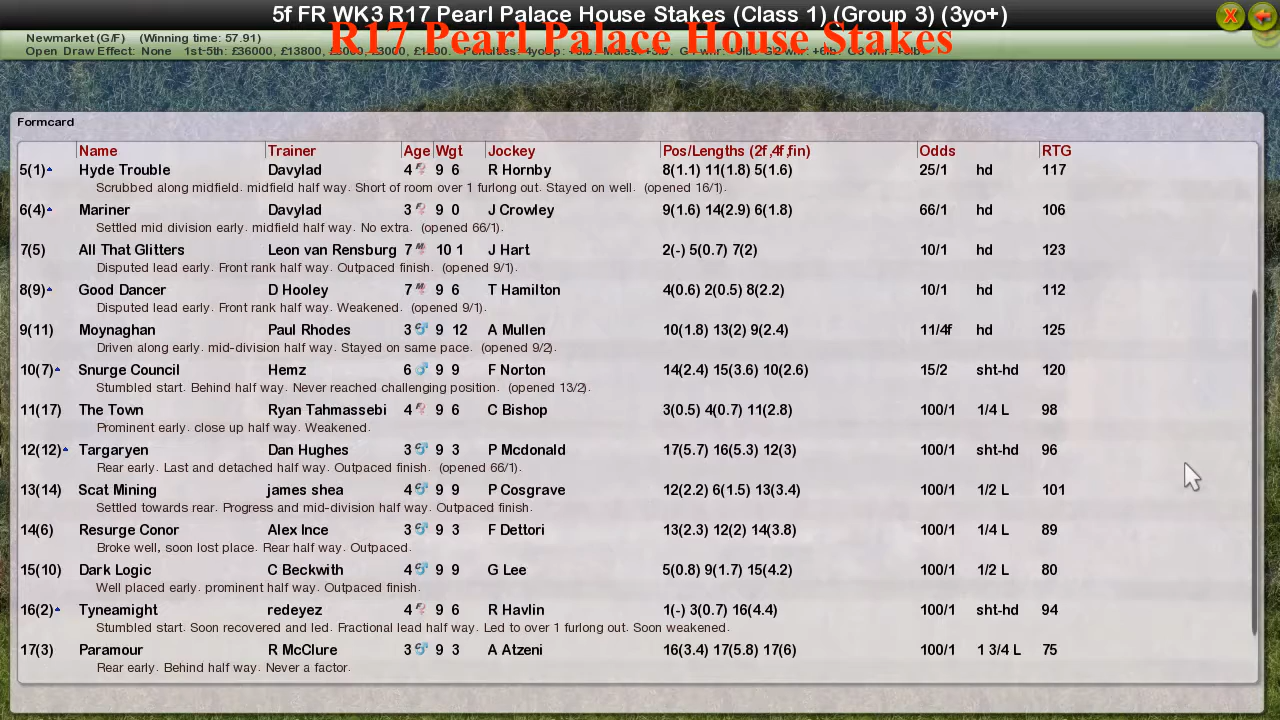 5f FR WK3 R17 Pearl Palace House Stakes (Class 1) (Group 3) (3yo+)
R17 Pearl Palace House Stakes
Newmarket (G/F) (Winning time: 57.91)
Open Draw Effect: None 1st-5th: £36000, £13800,
Formcard
Name Trainer Age Wgt Jockey Pos/Lengths (2f,4f,fin) Odds RTG
5(1) Hyde Trouble Davylad 4 9 6 R Hornby 8(1.1) 11(1.8) 5(1.6) 25/1 hd 117
Scrubbed along midfield. midfield half way. Short of room over 1 furlong out. Stayed on well. (opened 16/1).
6(4) Mariner Davylad 3 9 0 J Crowley 9(1.6) 14(2.9) 6(1.8) 66/1 hd 106
Settled mid division early. midfield half way. No extra. (opened 66/1).
7(5) All That Glitters Leon van Rensburg 7 10 1 J Hart 2(-) 5(0.7) 7(2) 10/1 hd 123
Disputed lead early. Front rank half way. Outpaced finish. (opened 9/1).
8(9) Good Dancer D Hooley 7 9 6 T Hamilton 4(0.6) 2(0.5) 8(2.2) 10/1 hd 112
Disputed lead early. Front rank half way. Weakened. (opened 9/1).
9(11) Moynaghan Paul Rhodes 3 9 12 A Mullen 10(1.8) 13(2) 9(2.4) 11/4f hd 125
Driven along early. mid-division half way. Stayed on same pace. (opened 9/2).
10(7) Snurge Council Hemz 6 9 9 F Norton 14(2.4) 15(3.6) 10(2.6) 15/2 sht-hd 120
Stumbled start. Behind half way. Never reached challenging position. (opened 13/2).
11(17) The Town Ryan Tahmassebi 4 9 6 C Bishop 3(0.5) 4(0.7) 11(2.8) 100/1 1/4 L 98
Prominent early. close up half way. Weakened.
12(12) Targaryen Dan Hughes 3 9 3 P Mcdonald 17(5.7) 16(5.3) 12(3) 100/1 sht-hd 96
Rear early. Last and detached half way. Outpaced finish. (opened 66/1).
13(14) Scat Mining james shea 4 9 9 P Cosgrave 12(2.2) 6(1.5) 13(3.4) 100/1 1/2 L 101
Settled towards rear. Progress and mid-division half way. Outpaced finish.
14(6) Resurge Conor Alex Ince 3 9 3 F Dettori 13(2.3) 12(2) 14(3.8) 100/1 1/4 L 89
Broke well, soon lost place. Rear half way. Outpaced.
15(10) Dark Logic C Beckwith 4 9 9 G Lee 5(0.8) 9(1.7) 15(4.2) 100/1 1/2 L 80
Well placed early. prominent half way. Outpaced finish.
16(2) Tyneamight redeyez 4 9 6 R Havlin 1(-) 3(0.7) 16(4.4) 100/1 sht-hd 94
Stumbled start. Soon recovered and led. Fractional lead half way. Led to over 1 furlong out. Soon weakened.
17(3) Paramour R McClure 3 9 3 A Atzeni 16(3.4) 17(5.8) 17(6) 100/1 1 3/4 L 75
Rear early. Behind half way. Never a factor.